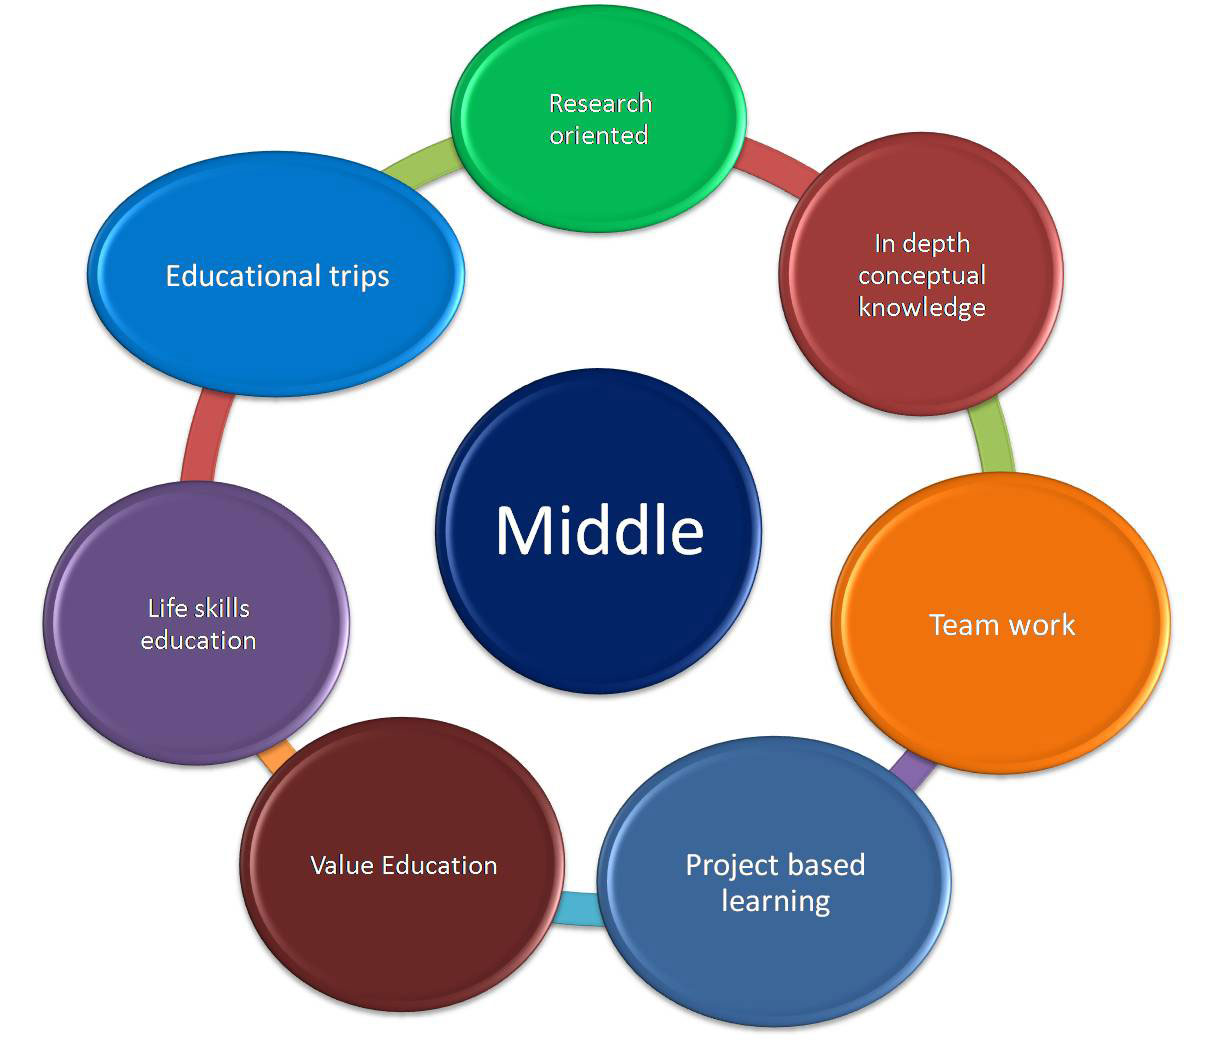 Research
oriented
In depth
conceptual
knowledge
Educational trips
Middle
Life skills
education
Team work
Value Education
Project based
learning